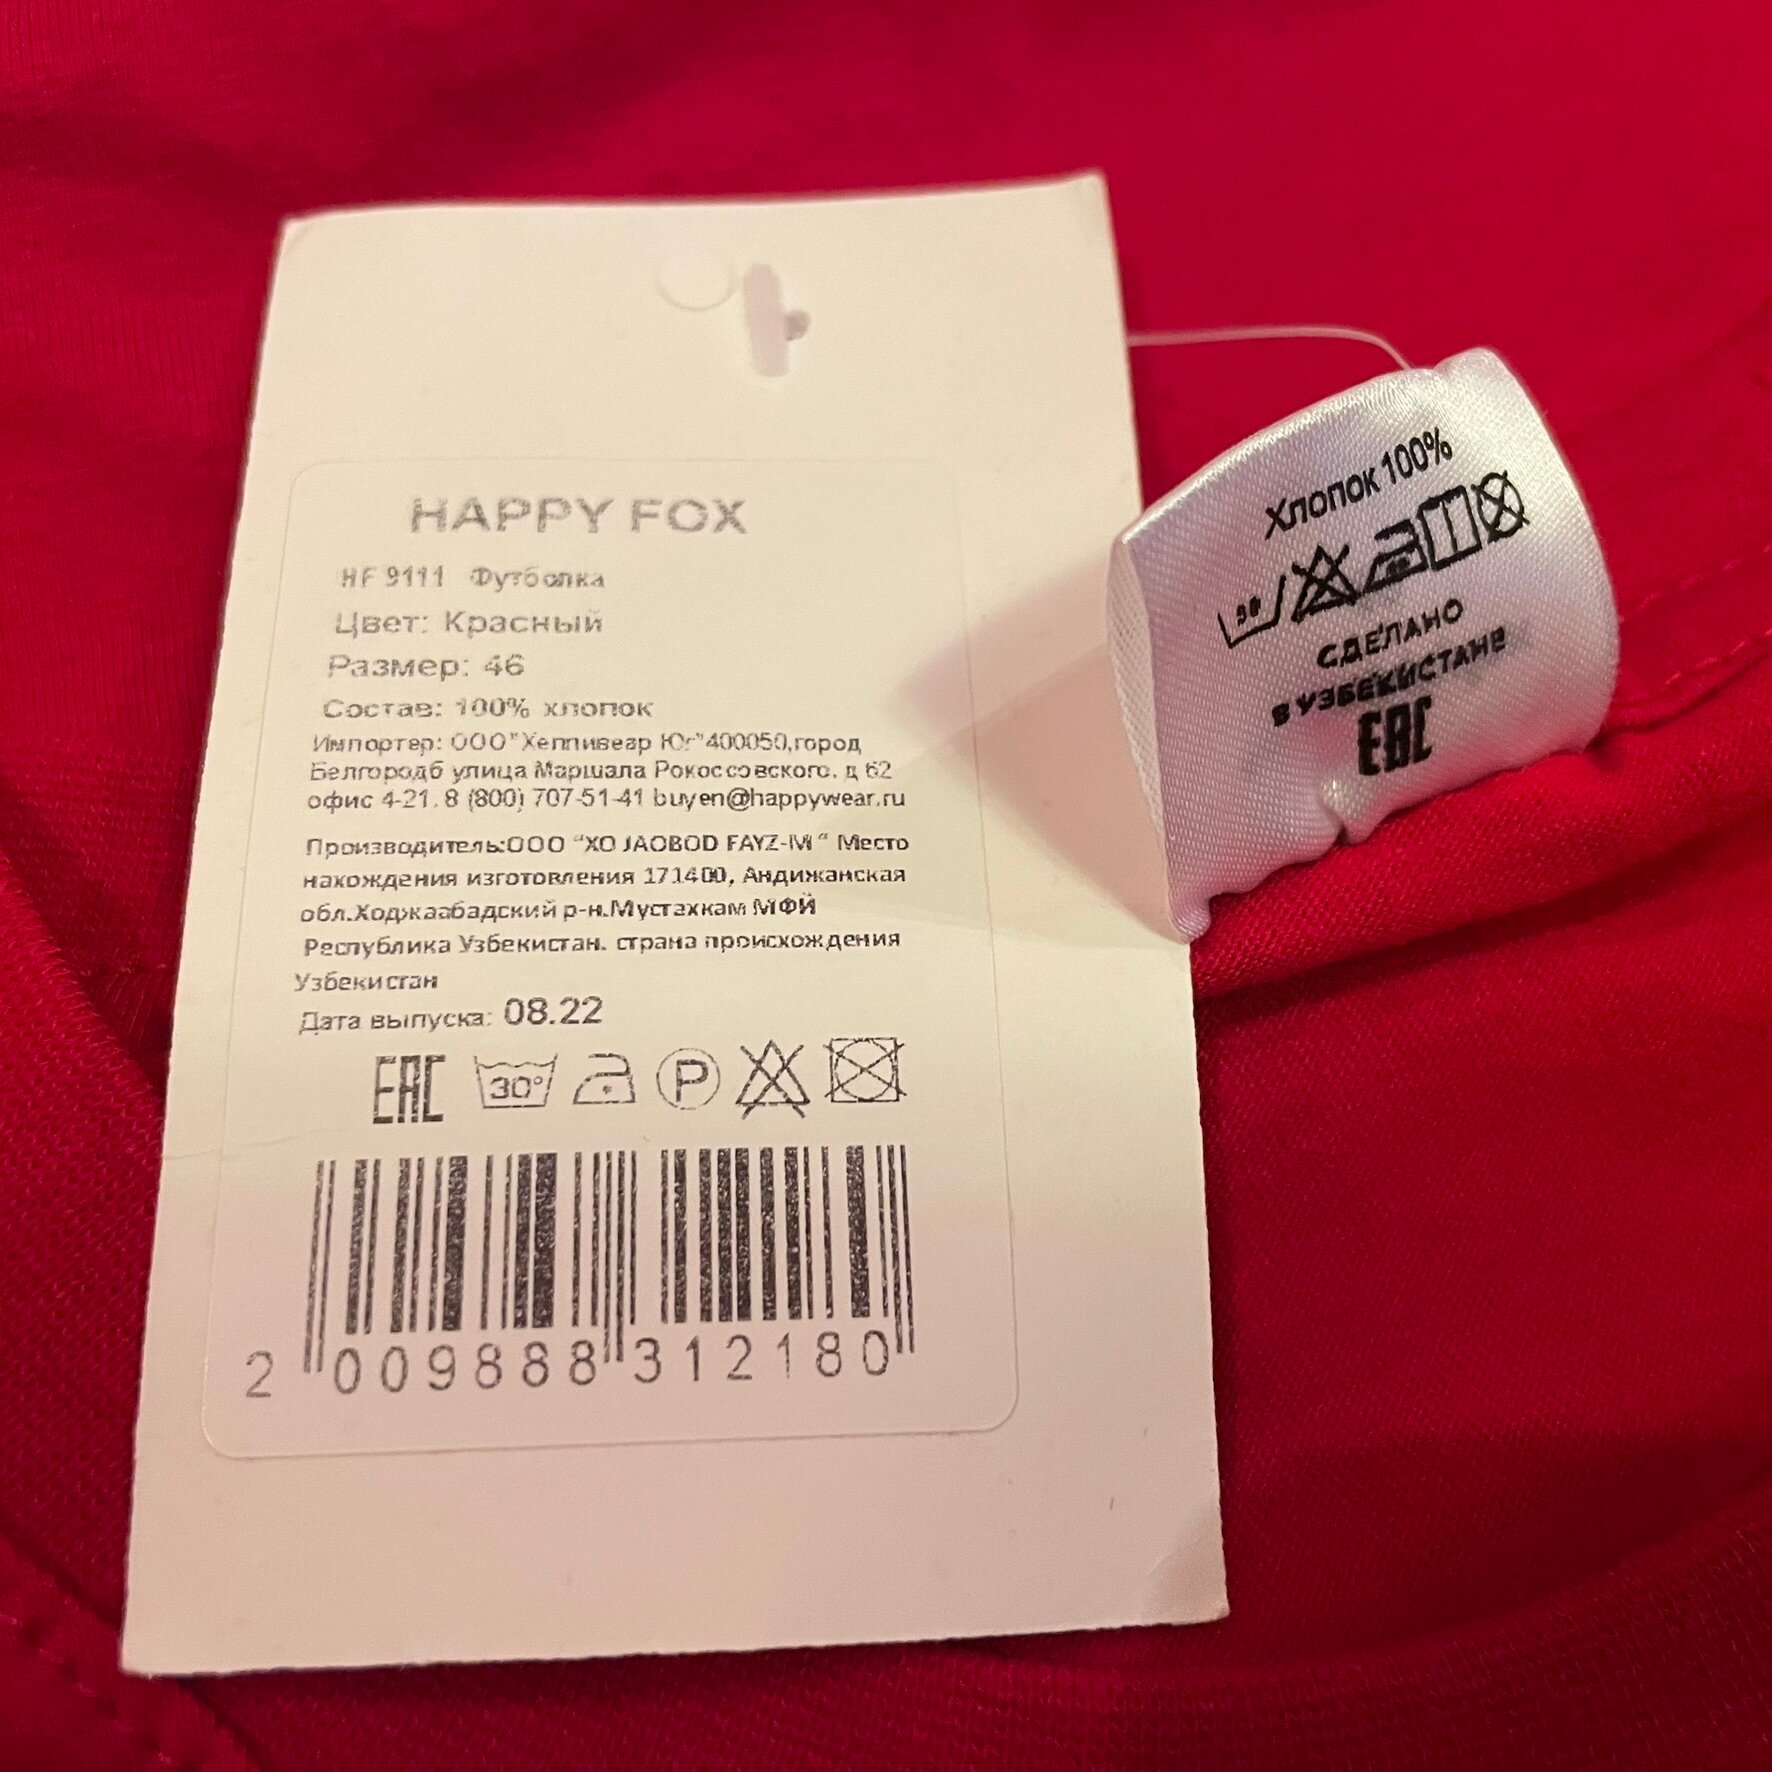 HAPPY FOX
HF 9111 Футболка
Цвет: Красный
Размер: 46
Состав: 100% хлопок
Импортер: ООО"Хеппивеар Юг"400050,город
Белгородб улица Маршала Рокоссовского. д 62
офис 4-21. 8 (800) 707-51-41 buyen@happywear.ru
Производитель:ООО "XO JAOBOD FAYZ-M" Место
нахождения изготовления 171400, Андижанская
обл.Ходжаабадский р-н.Мустахкам МФЙ
Республика Узбекистан. страна происхождения
Узбекистан
Дата выпуска: 08.22
EAC 30° P
2 009888 312180
Хлопок 100%
30
СДЕЛАНО
В УЗБЕКИСТАНЕ
EAC